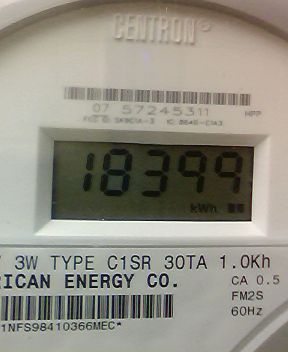 CENTRON®
07 57245311 HPP
18399
kWh
V 3W TYPE C1SR 30TA 1.0Kh
RICAN ENERGY CO. CA 0.5
FM2S
1NFS98410366MEC* 60Hz